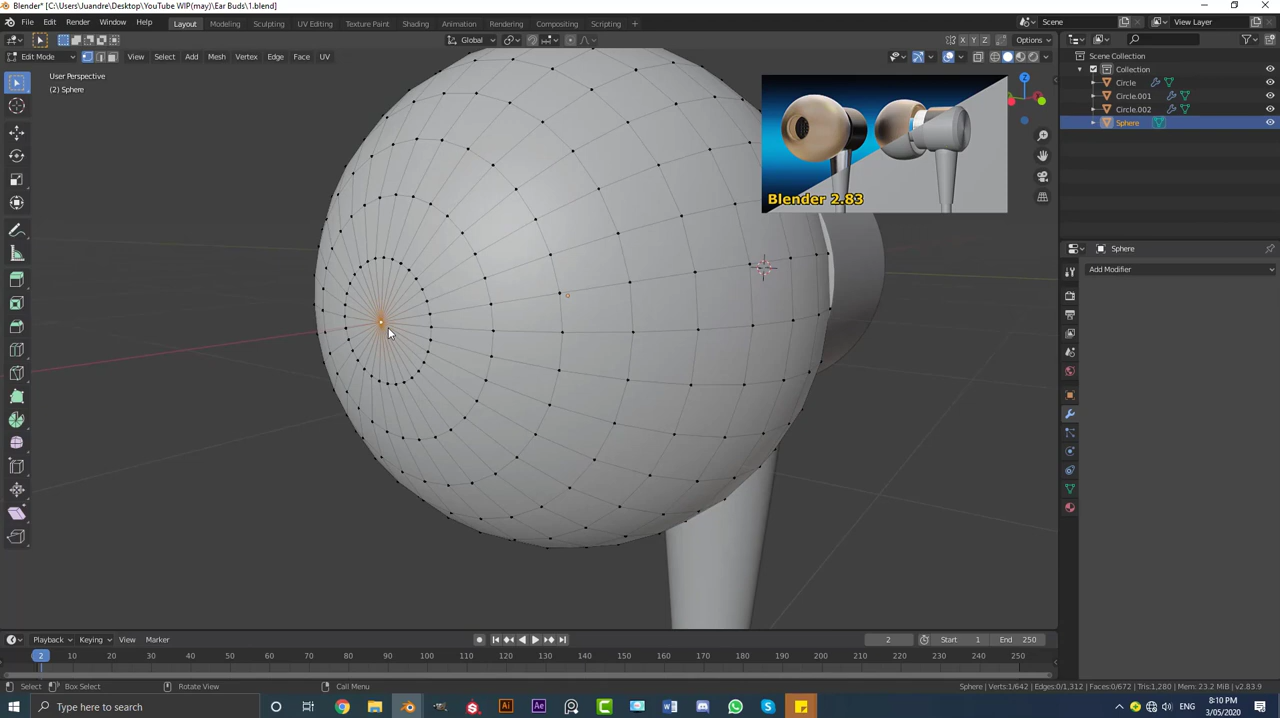 Blender* [C:\Users\Juandre\Desktop\YouTube WIP(may)\Ear Buds\1.blend]
File Edit Render Window Help Layout Modeling Sculpting UV Editing Texture Paint Shading Animation Rendering Compositing Scripting + Scene View Layer
Global Options
Edit Mode View Select Add Mesh Vertex Edge Face UV
User Perspective
(2) Sphere
Scene Collection
Collection
Circle
Circle.001
Circle.002
Sphere
Blender 2.83
Sphere
Add Modifier
Playback Keying View Marker 2 Start 1 End 250
2 10 20 30 40 50 60 70 80 90 100 110 120 130 140 150 160 170 180 190 200 210 220 230 240 250
Select Box Select Rotate View Call Menu Sphere | Verts:1/642 | Edges:0/1,312 | Faces:0/672 | Tris:1,280 | Mem: 23.2 MiB | v2.83.9
Type here to search ENG 8:10 PM
3/05/2020